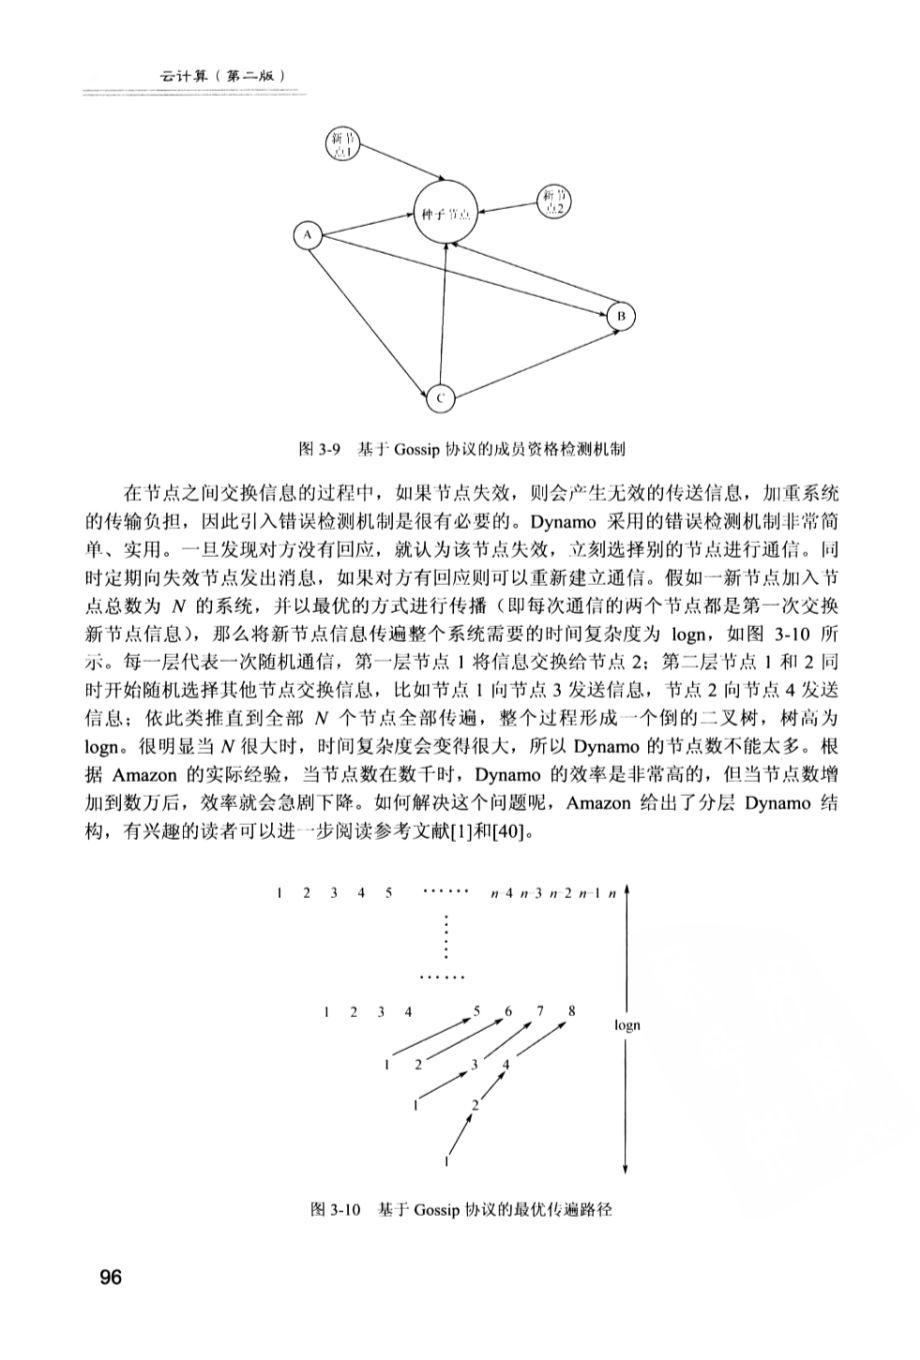 云计算（第二版）
新节
点1
新节
点2
种子节点
A
B
C
图 3-9 基于 Gossip 协议的成员资格检测机制
在节点之间交换信息的过程中，如果节点失效，则会产生无效的传送信息，加重系统
的传输负担，因此引入错误检测机制是很有必要的。Dynamo 采用的错误检测机制非常简
单、实用。一旦发现对方没有回应，就认为该节点失效，立刻选择别的节点进行通信。同
时定期向失效节点发出消息，如果对方有回应则可以重新建立通信。假如一新节点加入节
点总数为 N 的系统，并以最优的方式进行传播（即每次通信的两个节点都是第一次交换
新节点信息），那么将新节点信息传遍整个系统需要的时间复杂度为 logn，如图 3-10 所
示。每一层代表一次随机通信，第一层节点 1 将信息交换给节点 2；第二层节点 1 和 2 同
时开始随机选择其他节点交换信息，比如节点 1 向节点 3 发送信息，节点 2 向节点 4 发送
信息；依此类推直到全部 N 个节点全部传遍，整个过程形成一个倒的二叉树，树高为
logn。很明显当 N 很大时，时间复杂度会变得很大，所以 Dynamo 的节点数不能太多。根
据 Amazon 的实际经验，当节点数在数千时，Dynamo 的效率是非常高的，但当节点数增
加到数万后，效率就会急剧下降。如何解决这个问题呢，Amazon 给出了分层 Dynamo 结
构，有兴趣的读者可以进一步阅读参考文献[1]和[40]。
1 2 3 4 5 …… n-4 n-3 n-2 n-1 n
……
1 2 3 4 5 6 7 8
logn
1 2 3 4
1 2
1
图 3-10 基于 Gossip 协议的最优传遍路径
96